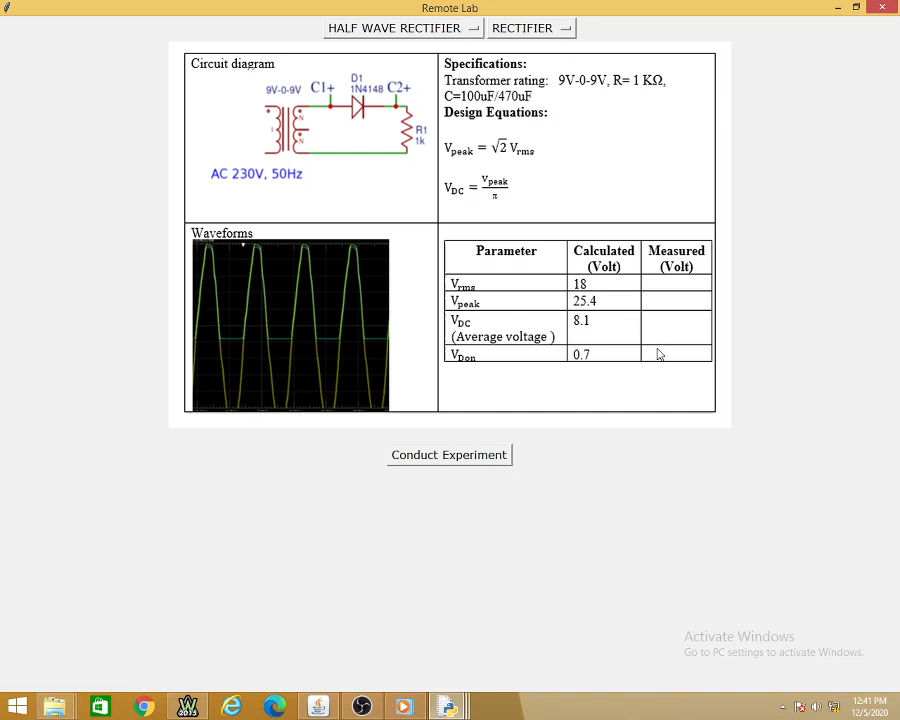 Remote Lab
HALF WAVE RECTIFIER
RECTIFIER
Circuit diagram
9V-0-9V C1+ D1 1N4148 C2+
R1
1k
AC 230V, 50Hz
Specifications:
Transformer rating: 9V-0-9V, R= 1 KΩ,
C=100uF/470uF
Design Equations:
Vpeak = √2 Vrms
VDC = Vpeak/π
Waveforms
Parameter Calculated (Volt) Measured (Volt)
Vrms 18
Vpeak 25.4
VDC 8.1
(Average voltage )
VDon 0.7
Conduct Experiment
Activate Windows
Go to PC settings to activate Windows.
W
2013
12:41 PM
12/5/2020